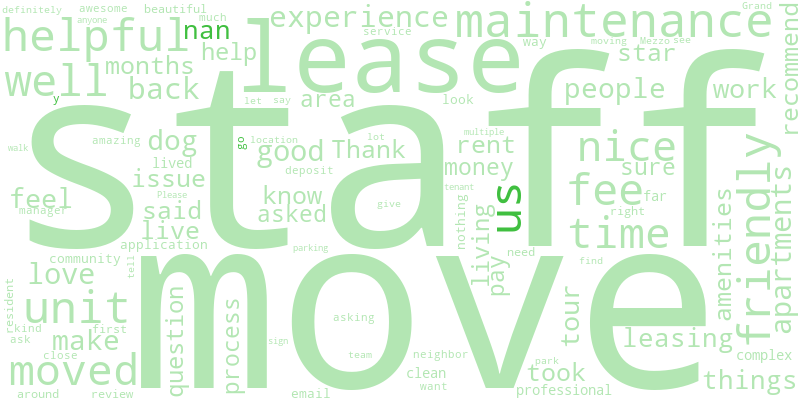 definitely
awesome
beautiful
much
Grand
anyone
experience
maintenance
helpful
nan
service
lease
way
moving
Mezzo
see
recommend
well
months
help
star
back
y
let
say
area
look
people
work
staff
amazing
dog
go
location
lot
multiple
rent
nice
walk
lived
good
Thank
money
sure
friendly
issue
deposit
tenant
feel
Please
know
give
us
fee
far
manager
said
asked
nothing
right
apartments
live
time
application
parking
living
need
amenities
community
tell
love
pay
find
move
resident
unit
question
process
asking
tour
kind
first
ask
make
sign
leasing
close
team
neighbor
park
complex
moved
clean
took
things
want
professional
around
review
email